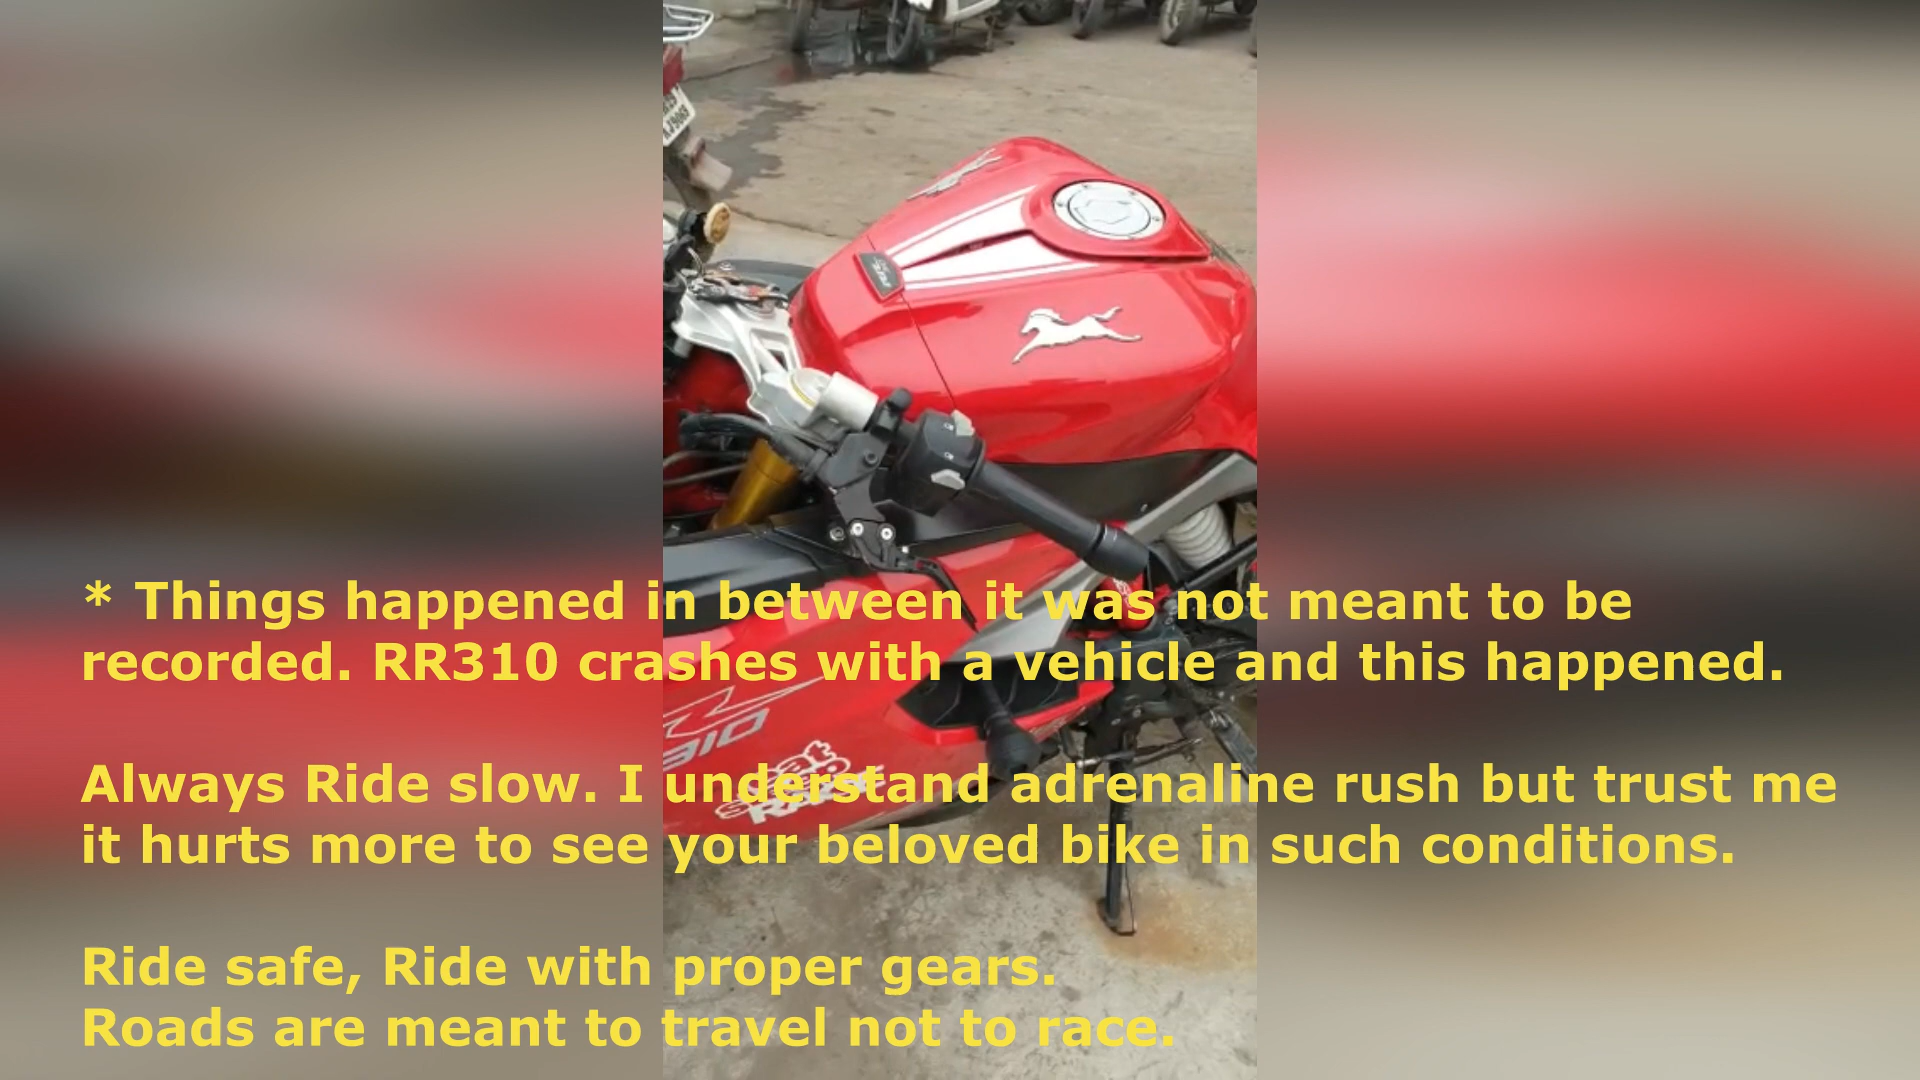 * Things happened in between it was not meant to be
recorded. RR310 crashes with a vehicle and this happened.
Always Ride slow. I understand adrenaline rush but trust me
it hurts more to see your beloved bike in such conditions.
Ride safe, Ride with proper gears.
Roads are meant to travel not to race.
310